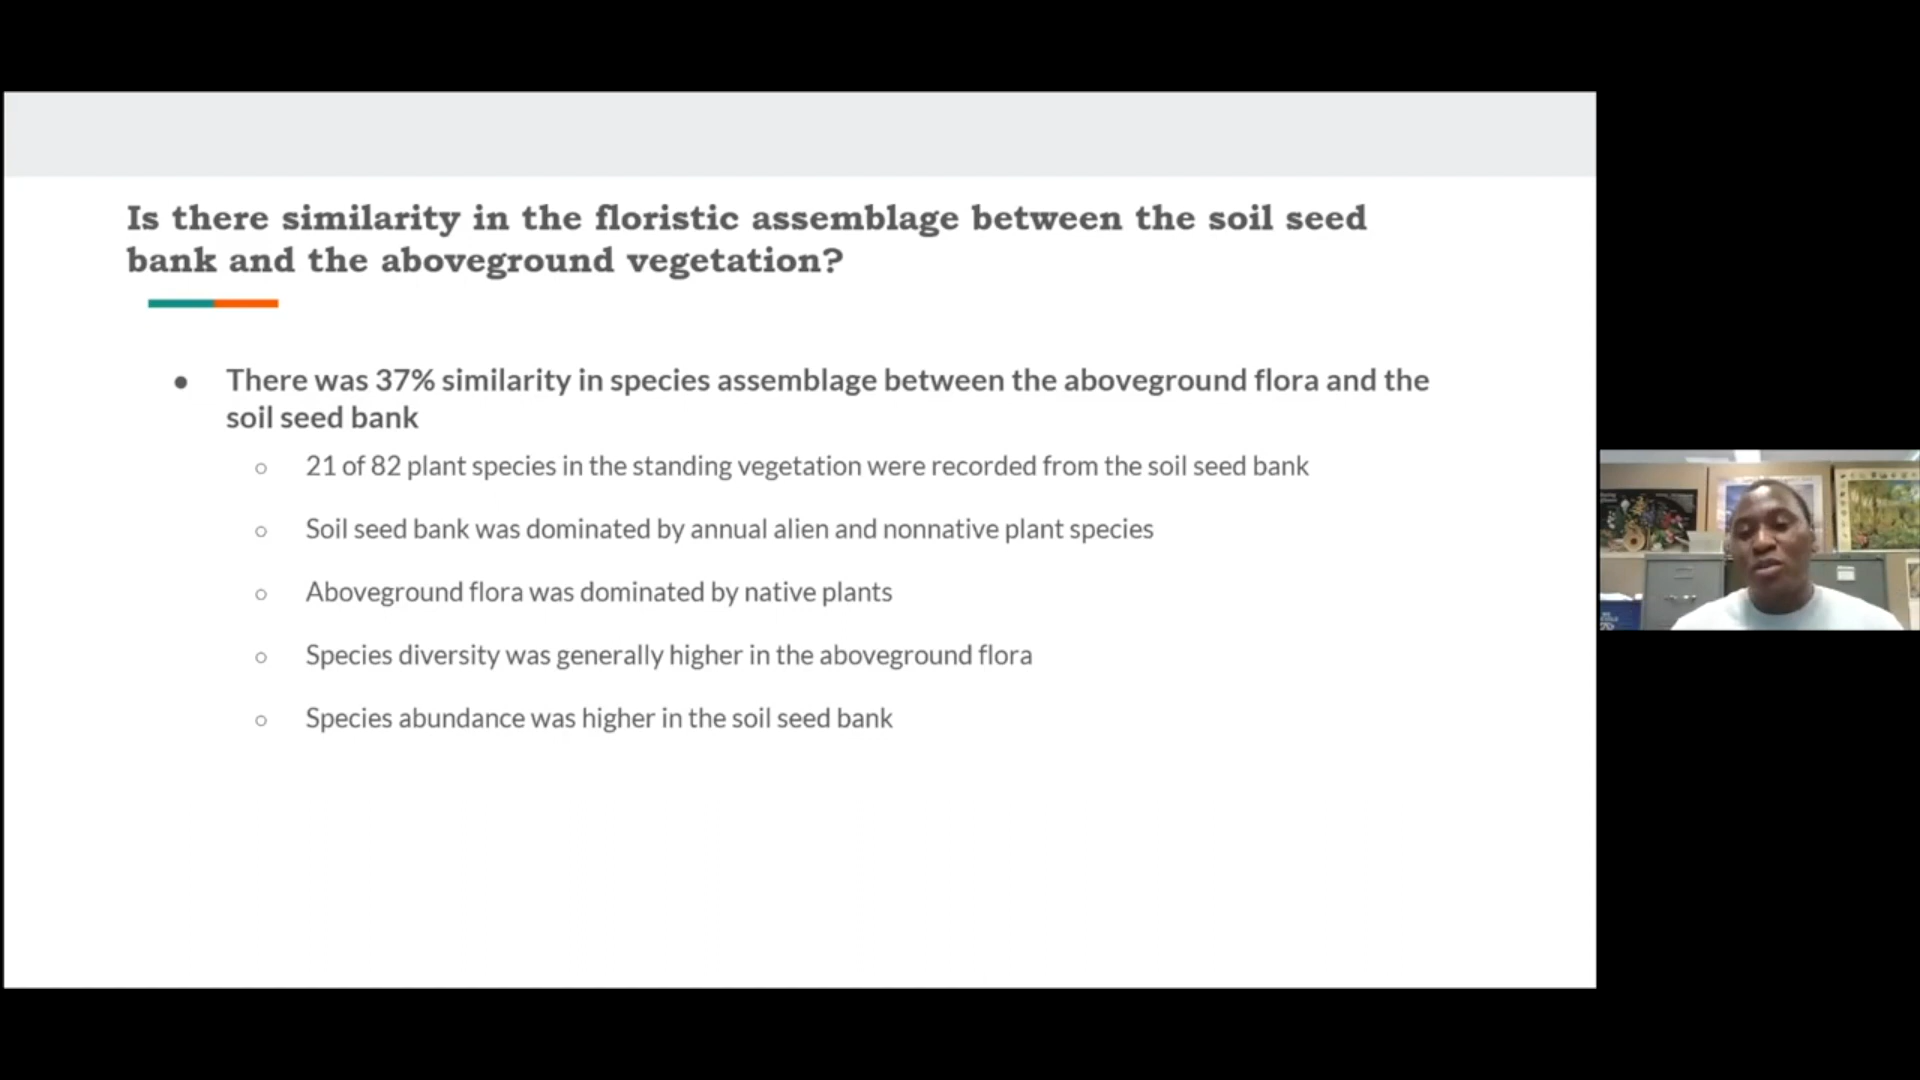 Is there similarity in the floristic assemblage between the soil seed
bank and the aboveground vegetation?
● There was 37% similarity in species assemblage between the aboveground flora and the
soil seed bank
○ 21 of 82 plant species in the standing vegetation were recorded from the soil seed bank
○ Soil seed bank was dominated by annual alien and nonnative plant species
○ Aboveground flora was dominated by native plants
○ Species diversity was generally higher in the aboveground flora
○ Species abundance was higher in the soil seed bank